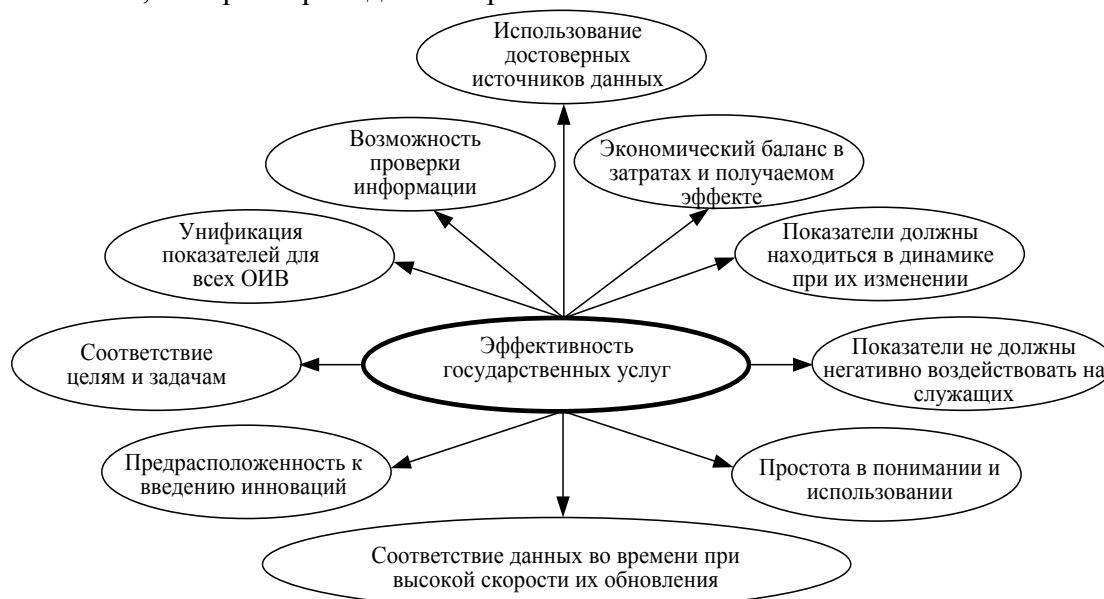 Использование
достоверных
источников данных
Возможность
проверки
информации
Экономический баланс в
затратах и получаемом
эффекте
Унификация
показателей для
всех ОИВ
Показатели должны
находиться в динамике
при их изменении
Соответствие
целям и задачам
Эффективность
государственных услуг
Показатели не должны
негативно воздействовать на
служащих
Предрасположенность к
введению инноваций
Простота в понимании и
использовании
Соответствие данных во времени при
высокой скорости их обновления